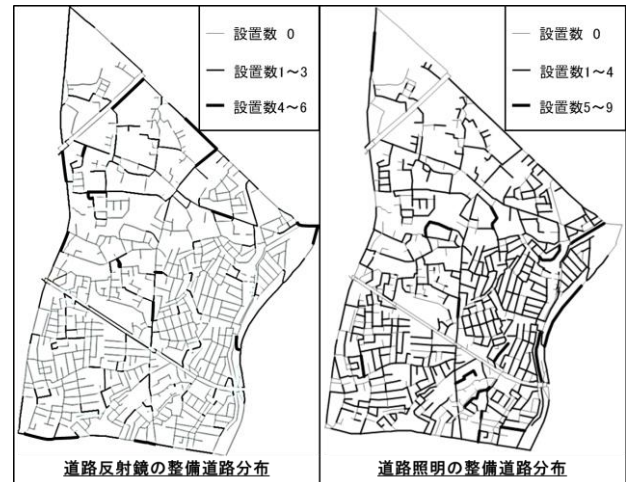 設置数 0
設置数1～3
設置数4～6
道路反射鏡の整備道路分布
設置数 0
設置数1～4
設置数5～9
道路照明の整備道路分布